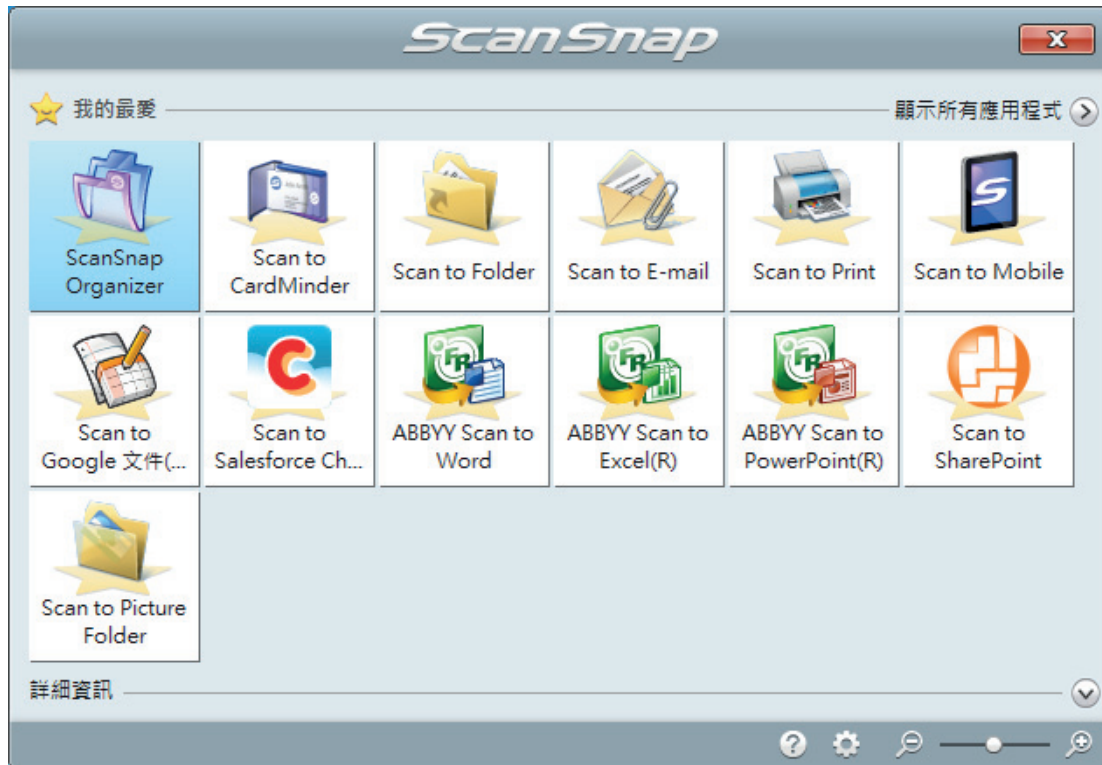 ScanSnap
我的最愛
顯示所有應用程式
ScanSnap
Organizer
Scan to
CardMinder
Scan to Folder
Scan to E-mail
Scan to Print
Scan to Mobile
Scan to
Google 文件(...
Scan to
Salesforce Ch...
ABBYY Scan to
Word
ABBYY Scan to
Excel(R)
ABBYY Scan to
PowerPoint(R)
Scan to
SharePoint
Scan to Picture
Folder
詳細資訊